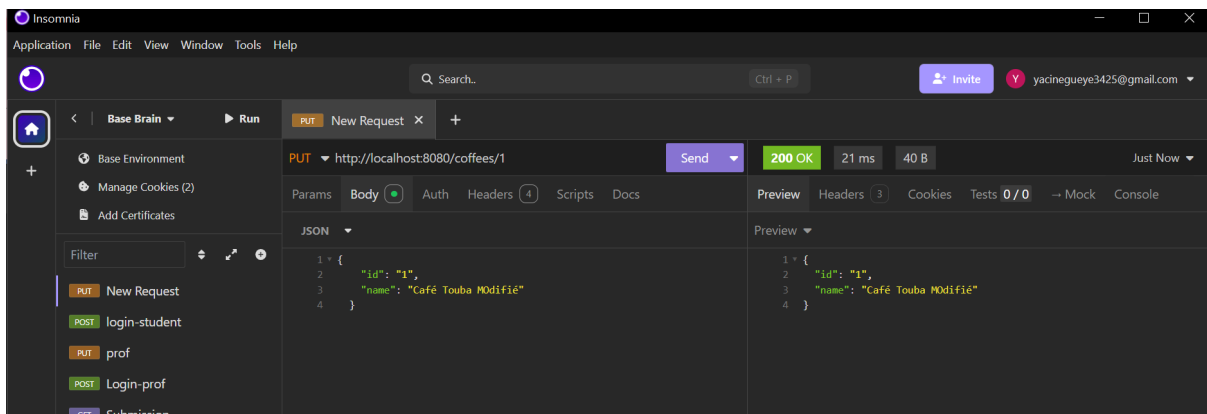 Insomnia
Application File Edit View Window Tools Help
Search.. Ctrl + P Invite Y yacinegueye3425@gmail.com
Base Brain Run PUT New Request
Base Environment
Manage Cookies (2)
Add Certificates
Filter
PUT New Request
POST login-student
PUT prof
POST Login-prof
GET Submission
PUT http://localhost:8080/coffees/1 Send
Params Body Auth Headers 4 Scripts Docs
JSON
1 {
2 "id": "1",
3 "name": "Café Touba MOdifié"
4 }
200 OK 21 ms 40 B Just Now
Preview Headers 3 Cookies Tests 0 / 0 → Mock Console
Preview
1 {
2 "id": "1",
3 "name": "Café Touba MOdifié"
4 }